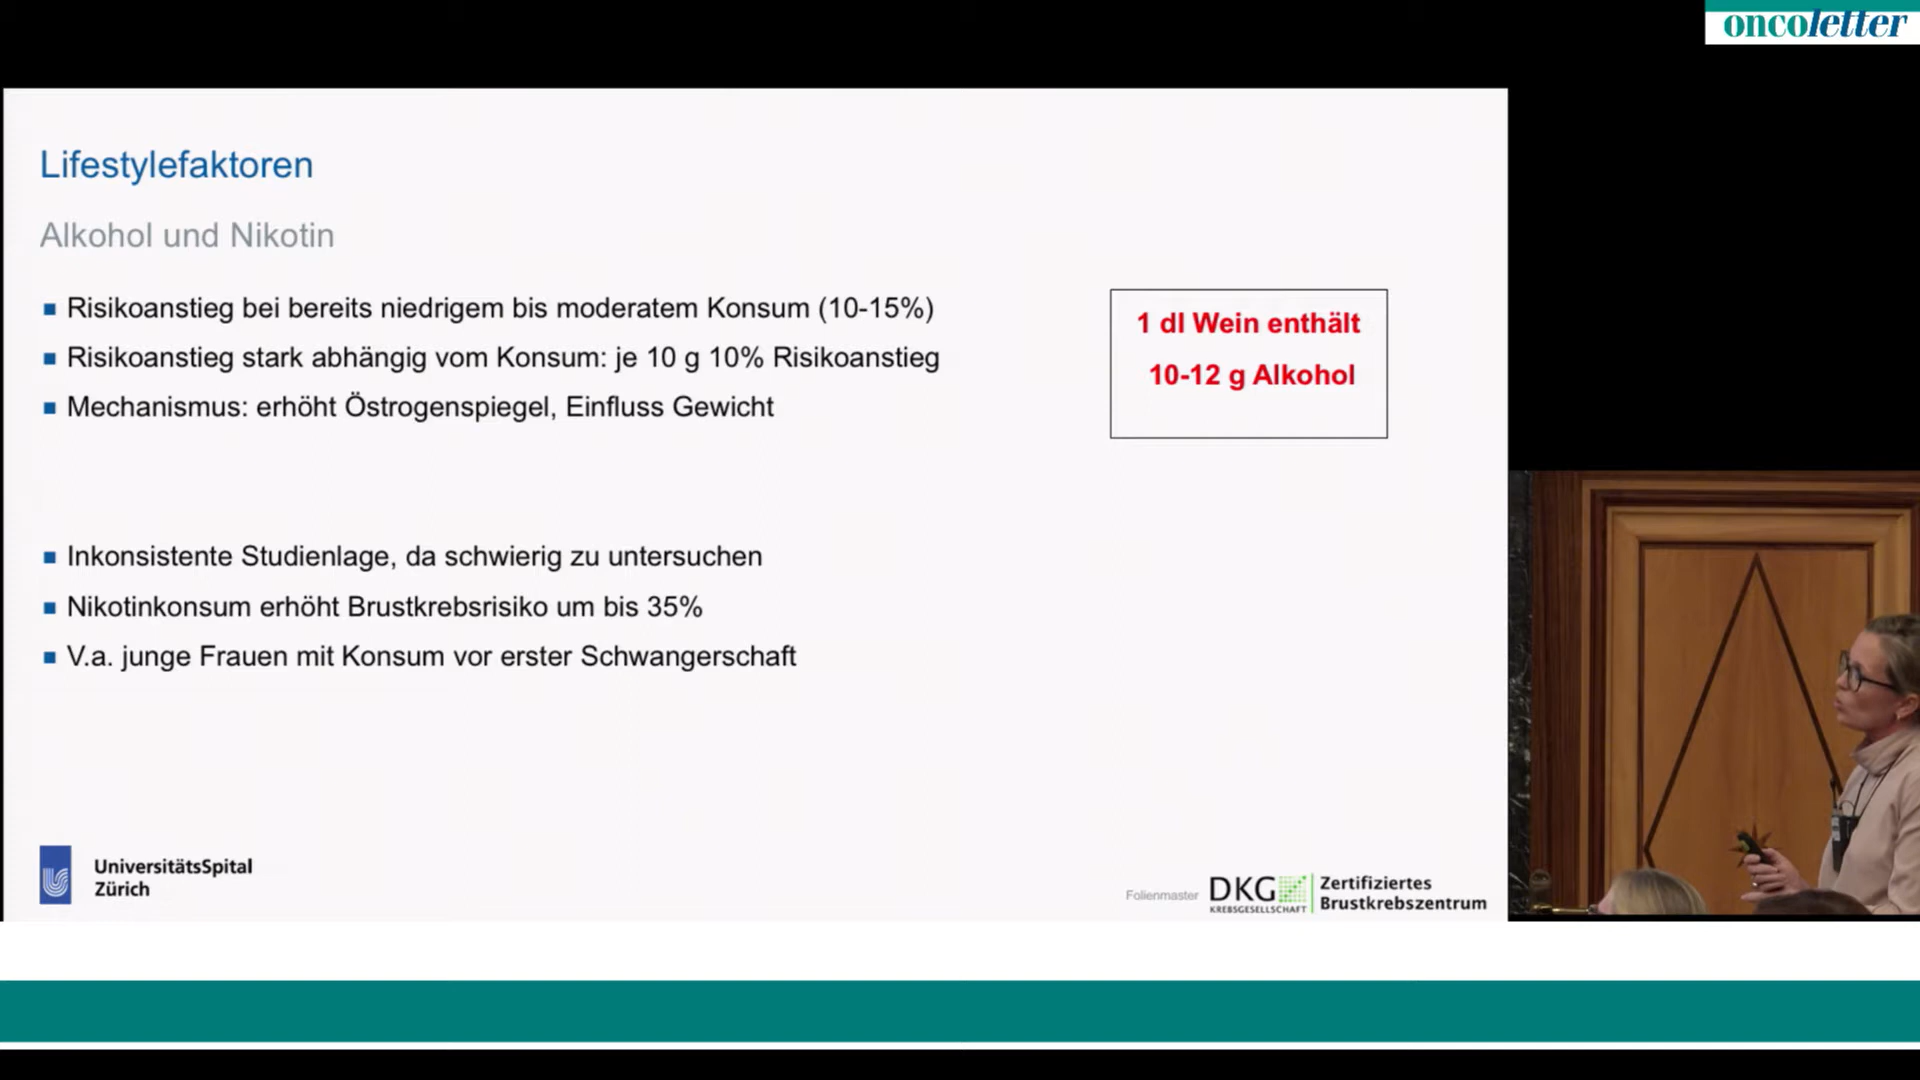 oncoletter
Lifestylefaktoren
Alkohol und Nikotin
Risikoanstieg bei bereits niedrigem bis moderatem Konsum (10-15%)
Risikoanstieg stark abhängig vom Konsum: je 10 g 10% Risikoanstieg
Mechanismus: erhöht Östrogenspiegel, Einfluss Gewicht
1 dl Wein enthält
10-12 g Alkohol
Inkonsistente Studienlage, da schwierig zu untersuchen
Nikotinkonsum erhöht Brustkrebsrisiko um bis 35%
V.a. junge Frauen mit Konsum vor erster Schwangerschaft
UniversitätsSpital
Zürich
Folienmaster
DKG
KREBSGESELLSCHAFT
Zertifiziertes
Brustkrebszentrum